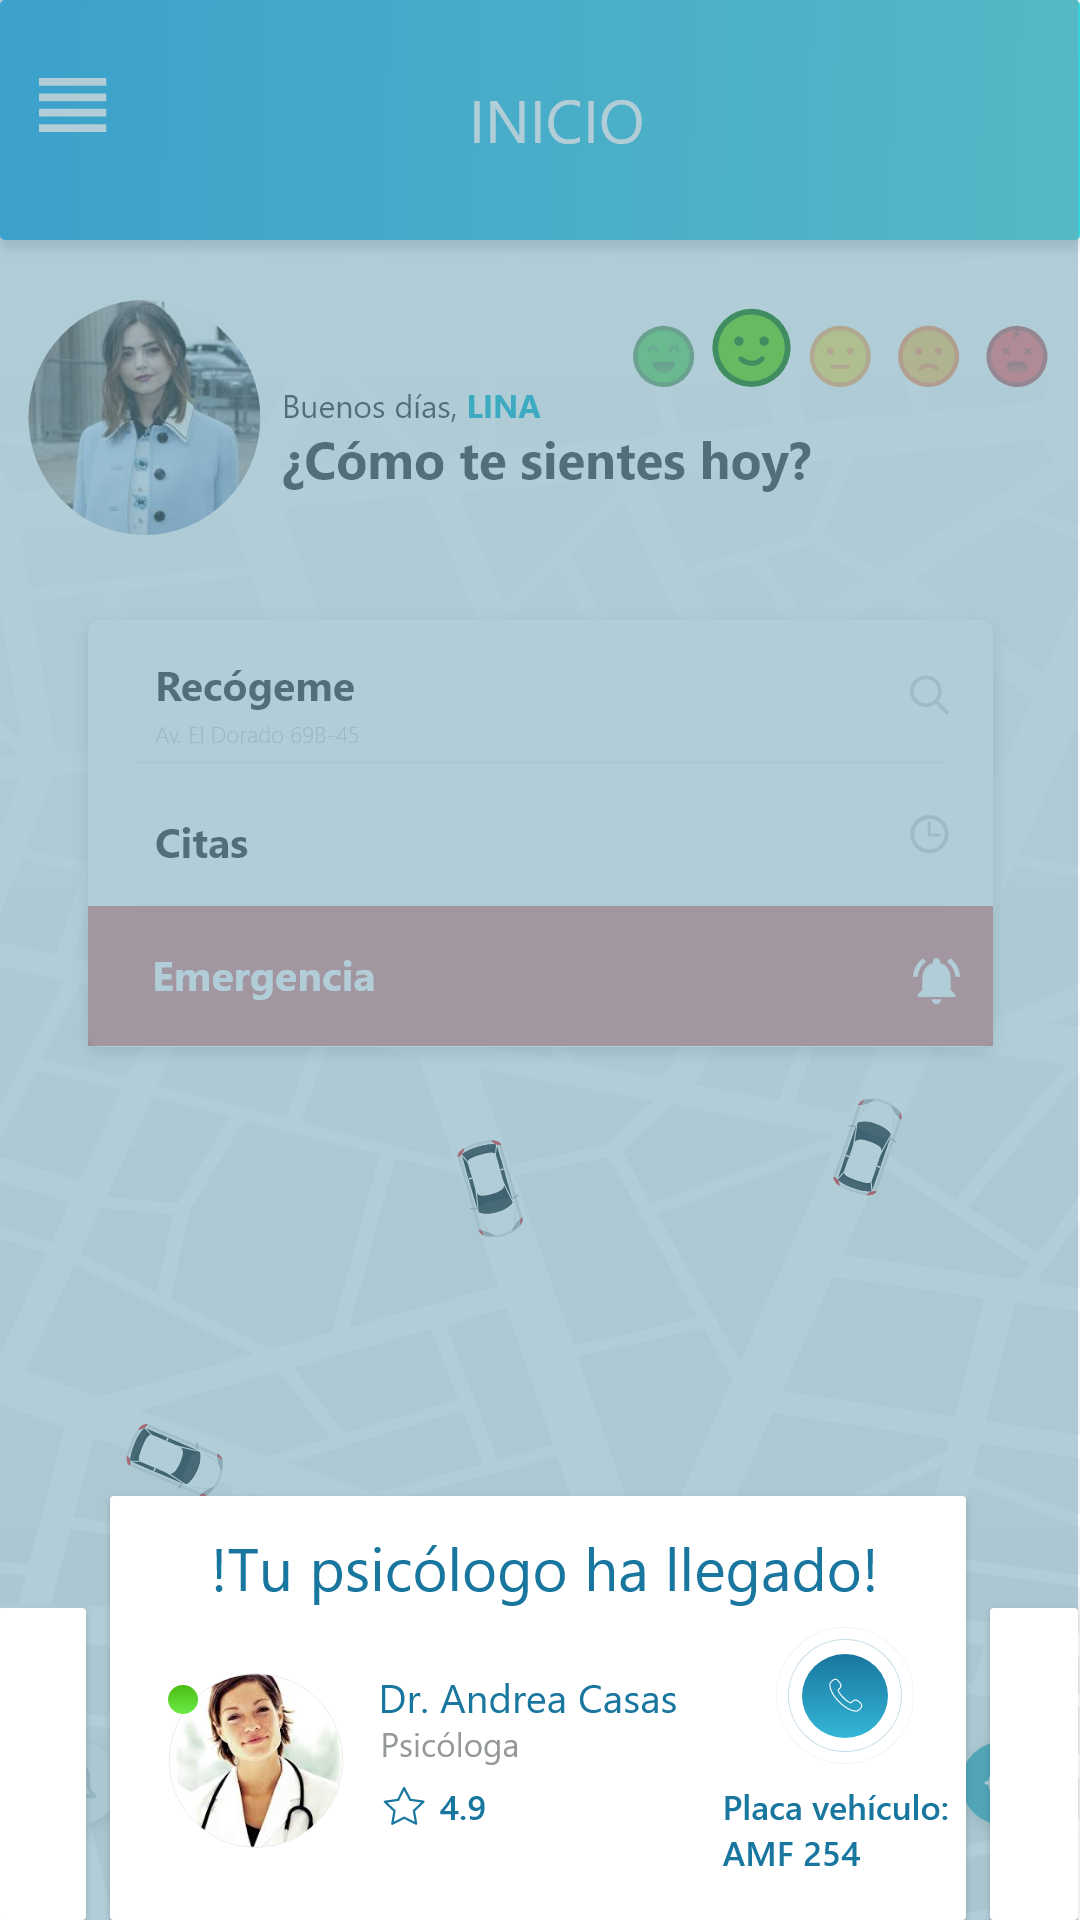 INICIO
Buenos días, LINA
¿Cómo te sientes hoy?
Recógeme
Av. El Dorado 69B-45
Citas
Emergencia
!Tu psicólogo ha llegado!
Dr. Andrea Casas
Psicóloga
4.9
Placa vehículo:
AMF 254